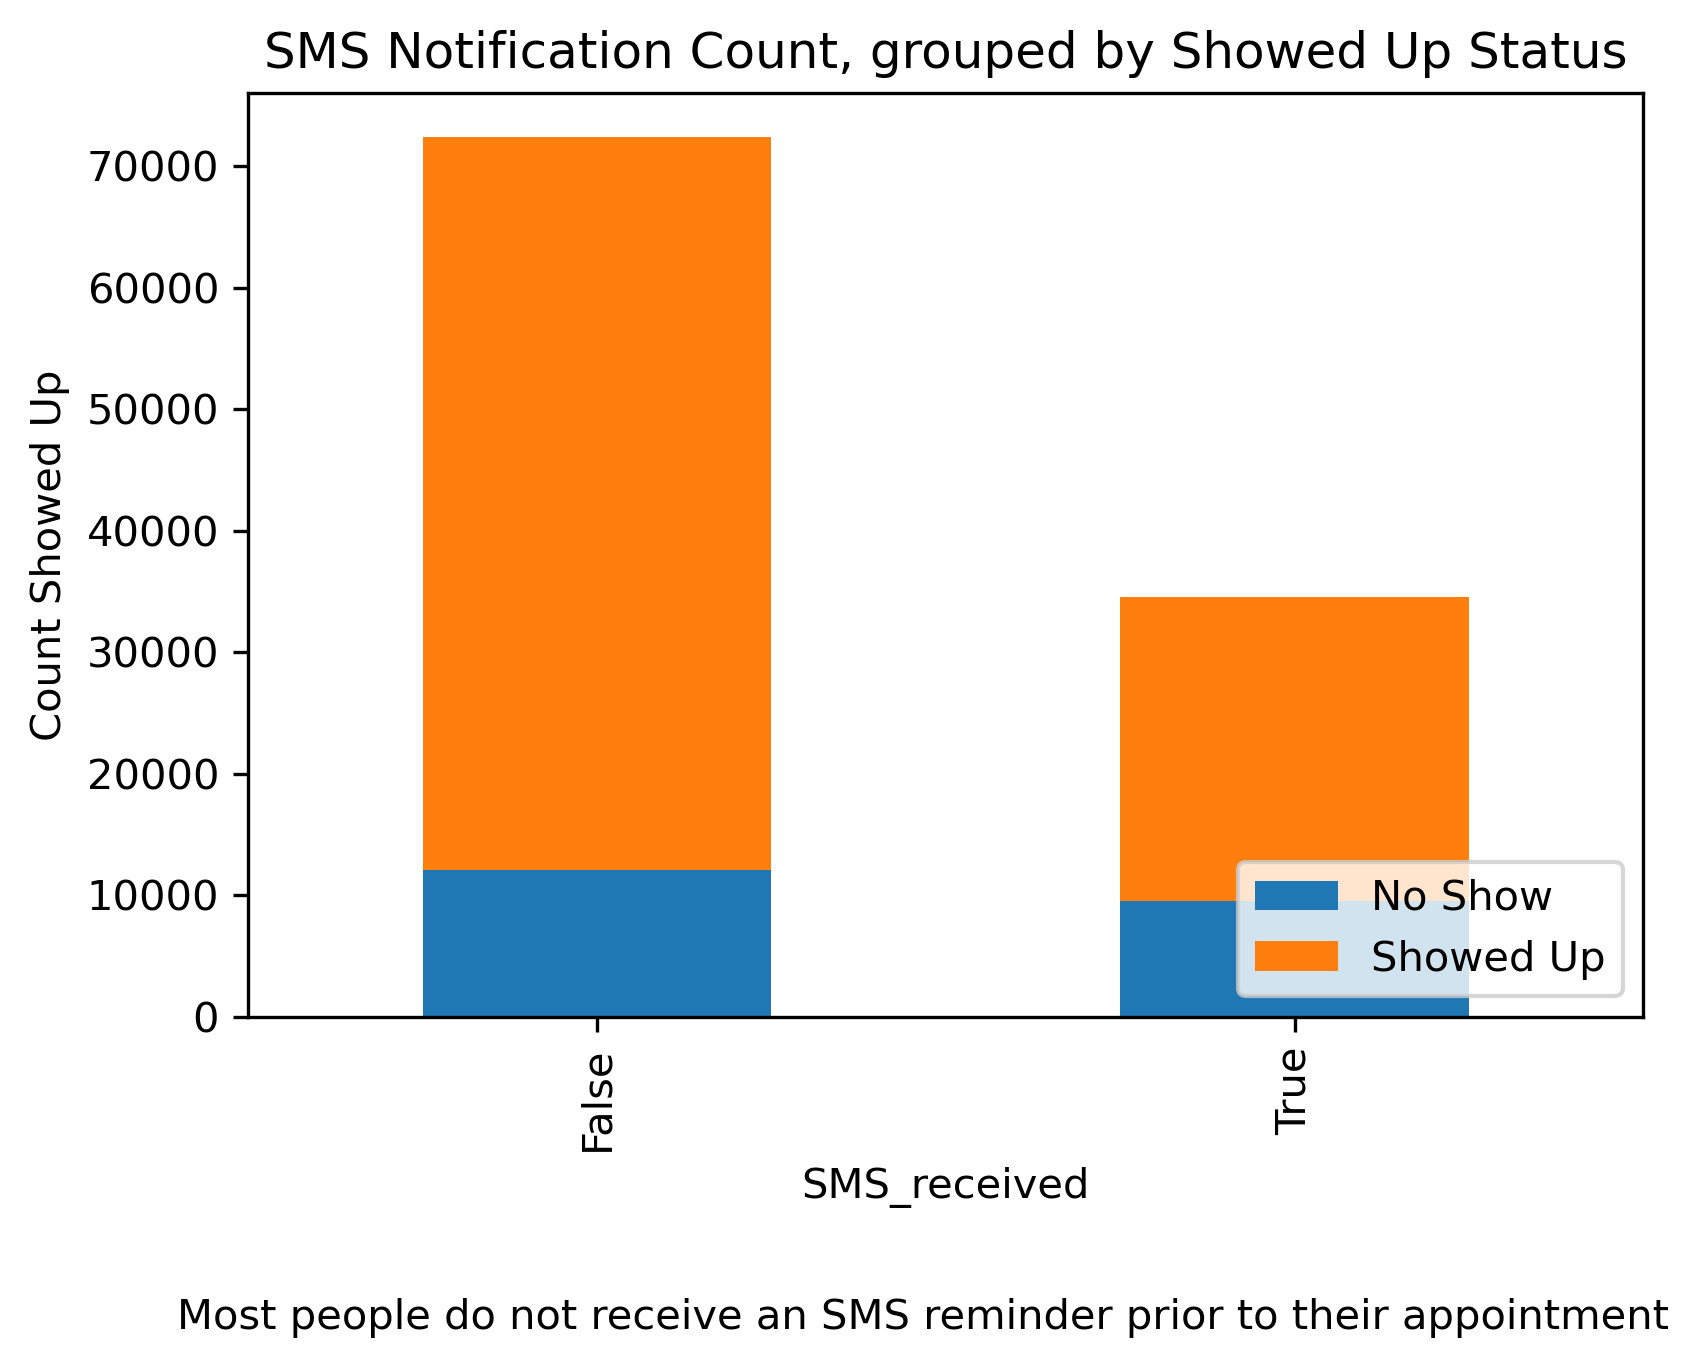 SMS Notification Count, grouped by Showed Up Status
Count Showed Up
70000
60000
50000
40000
30000
20000
10000
0
No Show
Showed Up
False
True
SMS_received
Most people do not receive an SMS reminder prior to their appointment